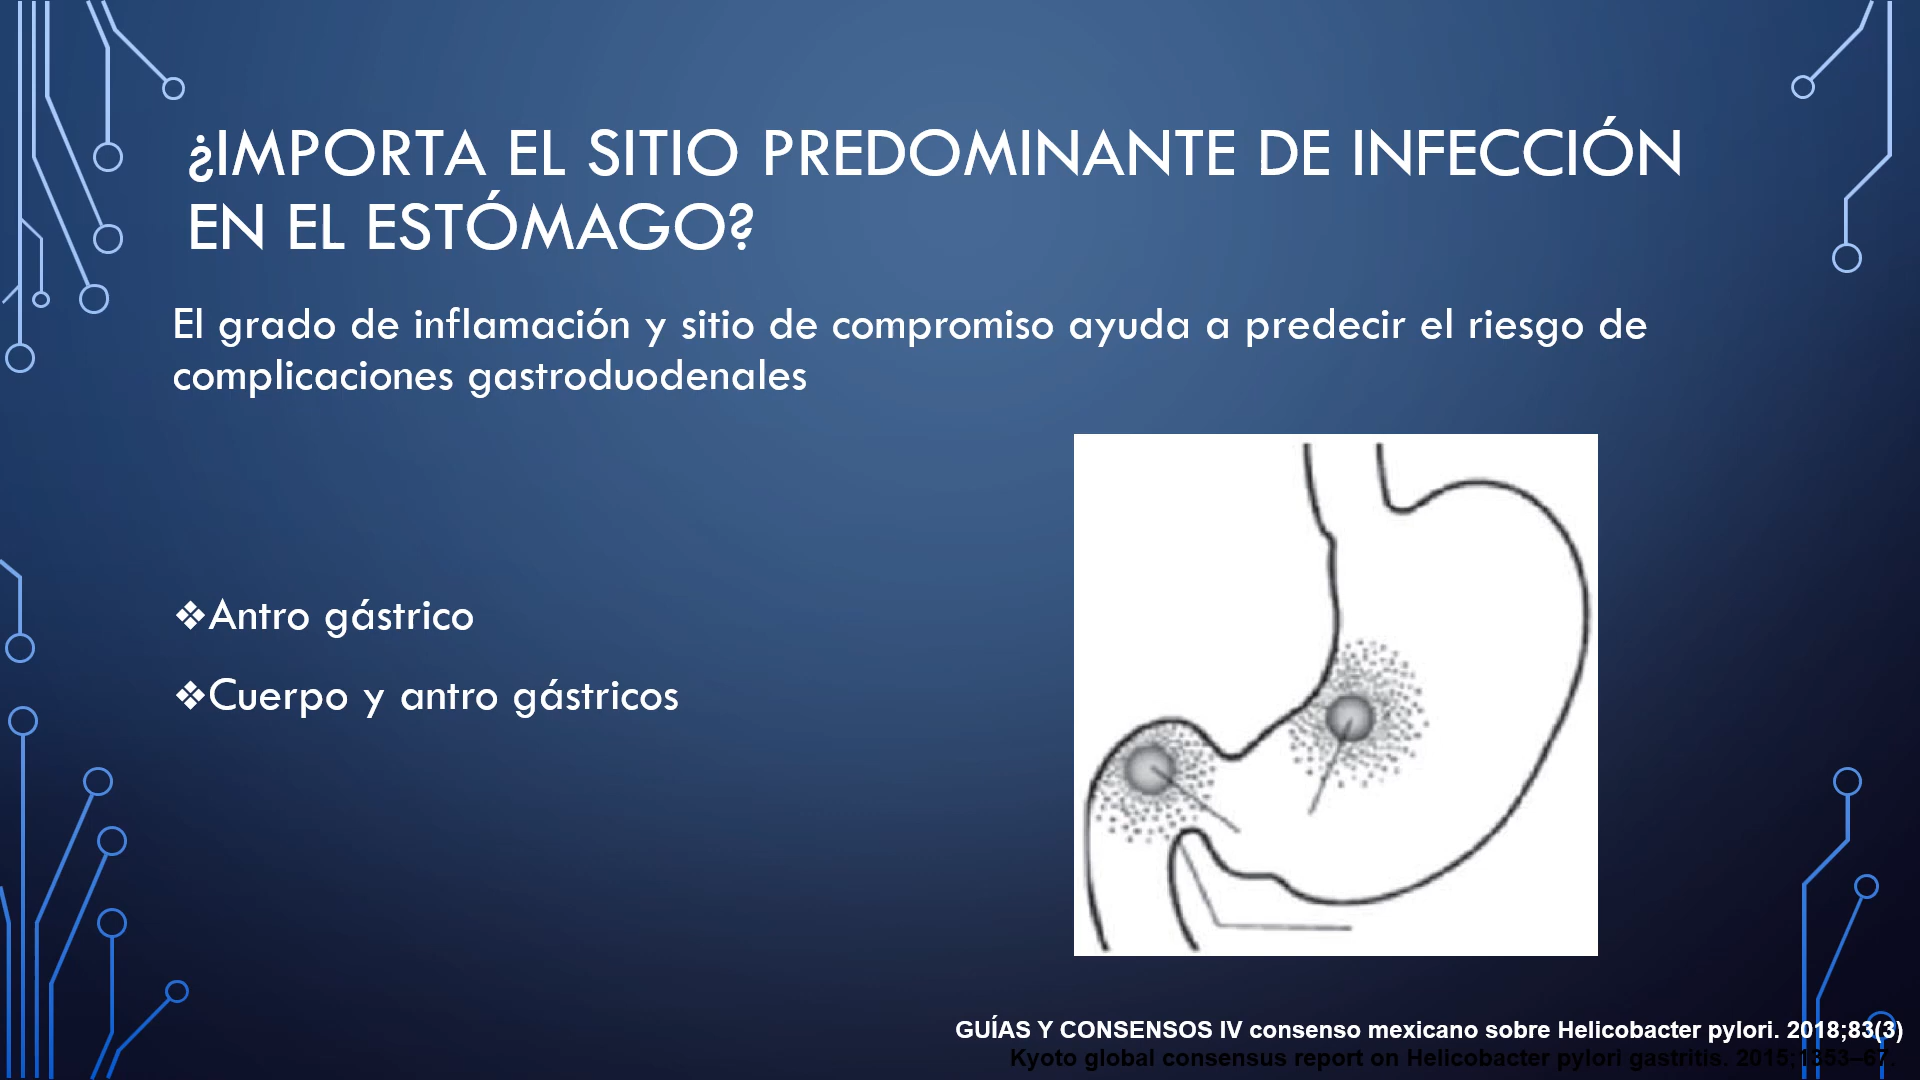 ¿IMPORTA EL SITIO PREDOMINANTE DE INFECCIÓN
EN EL ESTÓMAGO?
El grado de inflamación y sitio de compromiso ayuda a predecir el riesgo de
complicaciones gastroduodenales
❖Antro gástrico
❖Cuerpo y antro gástricos
GUÍAS Y CONSENSOS IV consenso mexicano sobre Helicobacter pylori. 2018;83(3)
Kyoto global consensus report on Helicobacter pylori gastritis. 2015;1353–67.